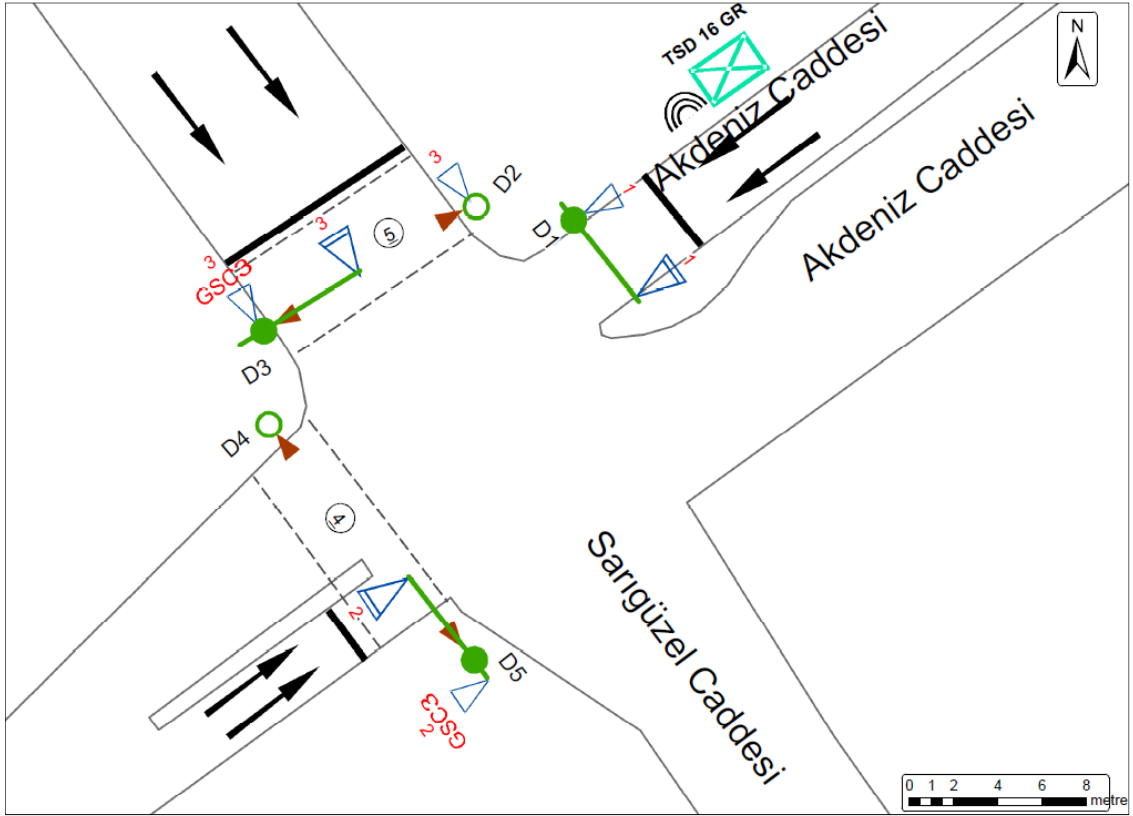 N
TSD 16 GR
Akdeniz Caddesi
Akdeniz Caddesi
3
D2
3
5
1
D1
1
3
GSC3
D3
D4
4
2
D5
GSC3
2
Sarıgüzel Caddesi
0 1 2 4 6 8
metre